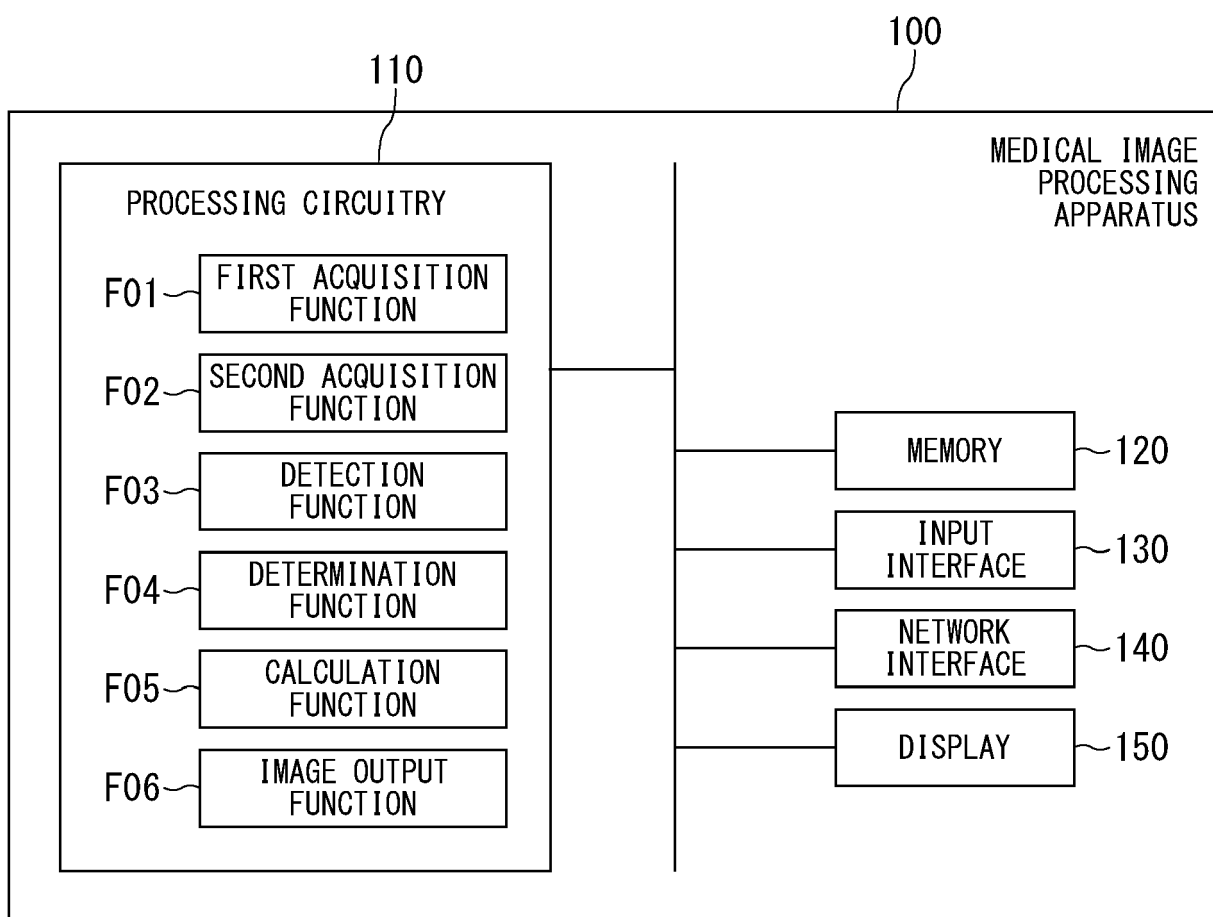 100
110
MEDICAL IMAGE
PROCESSING
APPARATUS
PROCESSING CIRCUITRY
F01
FIRST ACQUISITION
FUNCTION
F02
SECOND ACQUISITION
FUNCTION
F03
DETECTION
FUNCTION
F04
DETERMINATION
FUNCTION
F05
CALCULATION
FUNCTION
F06
IMAGE OUTPUT
FUNCTION
MEMORY
120
INPUT
INTERFACE
130
NETWORK
INTERFACE
140
DISPLAY
150